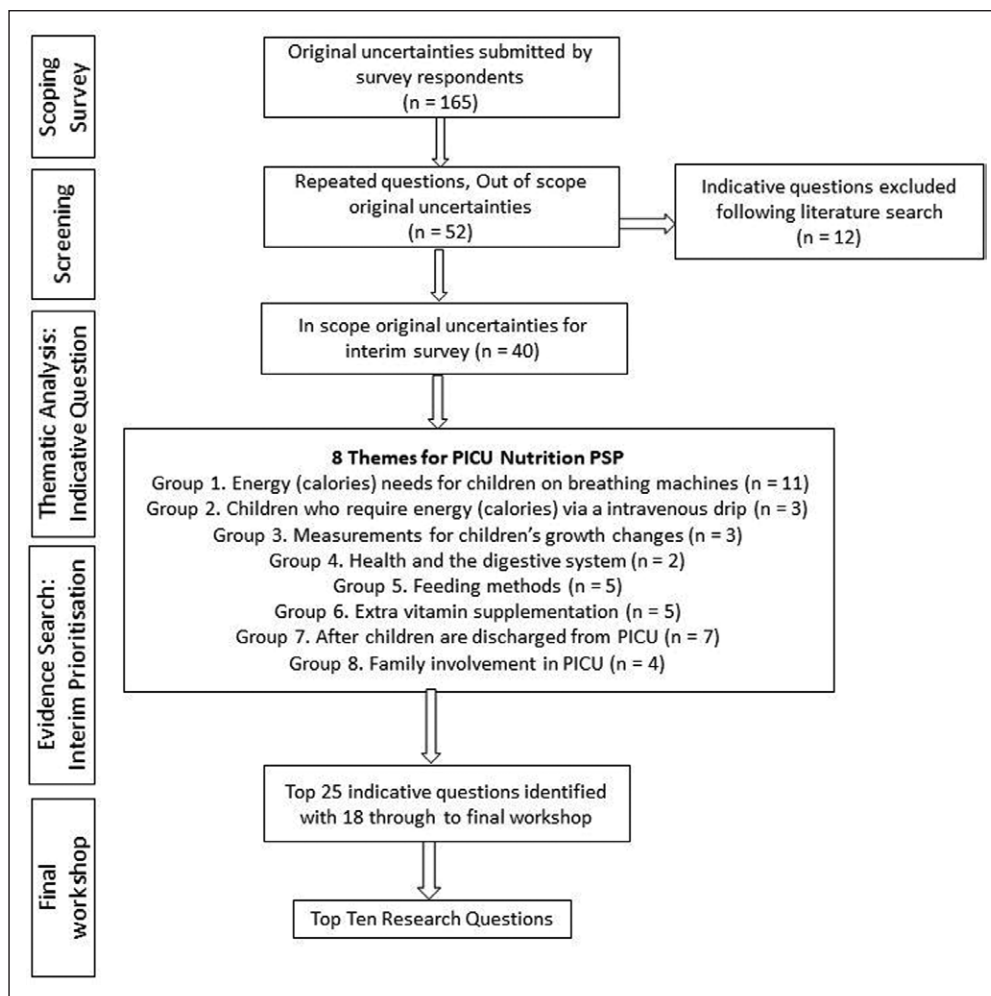 Scoping
Survey
Original uncertainties submitted by
survey respondents
(n = 165)
Screening
Repeated questions, Out of scope
original uncertainties
(n = 52)
Indicative questions excluded
following literature search
(n = 12)
Thematic Analysis:
Indicative Question
In scope original uncertainties for
interim survey (n = 40)
8 Themes for PICU Nutrition PSP
Group 1. Energy (calories) needs for children on breathing machines (n = 11)
Group 2. Children who require energy (calories) via a intravenous drip (n = 3)
Group 3. Measurements for children's growth changes (n = 3)
Group 4. Health and the digestive system (n = 2)
Group 5. Feeding methods (n = 5)
Group 6. Extra vitamin supplementation (n = 5)
Group 7. After children are discharged from PICU (n = 7)
Group 8. Family involvement in PICU (n = 4)
Evidence Search:
Interim Prioritisation
Top 25 indicative questions identified
with 18 through to final workshop
Final
workshop
Top Ten Research Questions